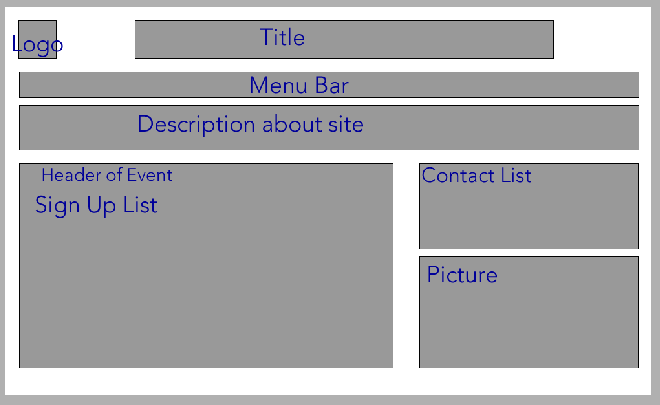 Logo
Title
Menu Bar
Description about site
Header of Event
Sign Up List
Contact List
Picture